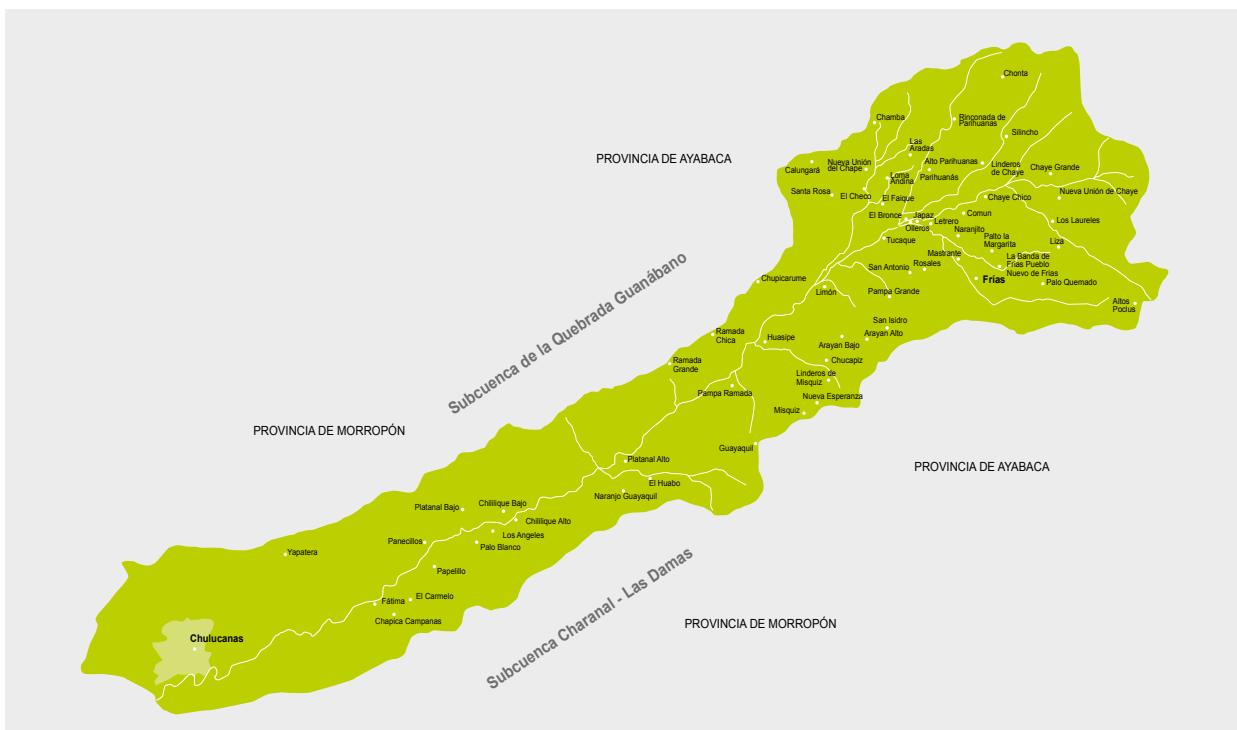 Chonta
Chamba
Rinconada de
Parihuanas
Silincho
Las
Aradas
PROVINCIA DE AYABACA
Calungará
Nueva Unión
del Chape
Alto Parihuanas
Parihuanás
Linderos
de Chaye
Chaye Grande
Loma
Andina
Santa Rosa
El Checo
El Faique
Chaye Chico
Nueva Unión de Chaye
El Bronce
Japaz
Olleros
Letrero
Comun
Naranjito
Los Laureles
Tucaque
Palto la
Margarita
Liza
Mastrante
La Banda de
Frías Pueblo
Nuevo de Frías
San Antonio
Rosales
Frías
Palo Quemado
Chupicarume
Limón
Pampa Grande
Altos
Poclus
Subcuenca de la Quebrada Guanábano
San Isidro
Arayan Alto
Arayan Bajo
Ramada
Chica
Huasipe
Ramada
Grande
Chucapiz
Linderos de
Misquiz
Pampa Ramada
Nueva Esperanza
Misquiz
PROVINCIA DE MORROPÓN
Guayaquil
PROVINCIA DE AYABACA
Platanal Alto
El Huabo
Naranjo Guayaquil
Platanal Bajo
Chililique Bajo
Chililique Alto
Los Angeles
Panecillos
Palo Blanco
Yapatera
Papelillo
Subcuenca Charanal - Las Damas
Fátima
El Carmelo
Chapica Campanas
PROVINCIA DE MORROPÓN
Chulucanas